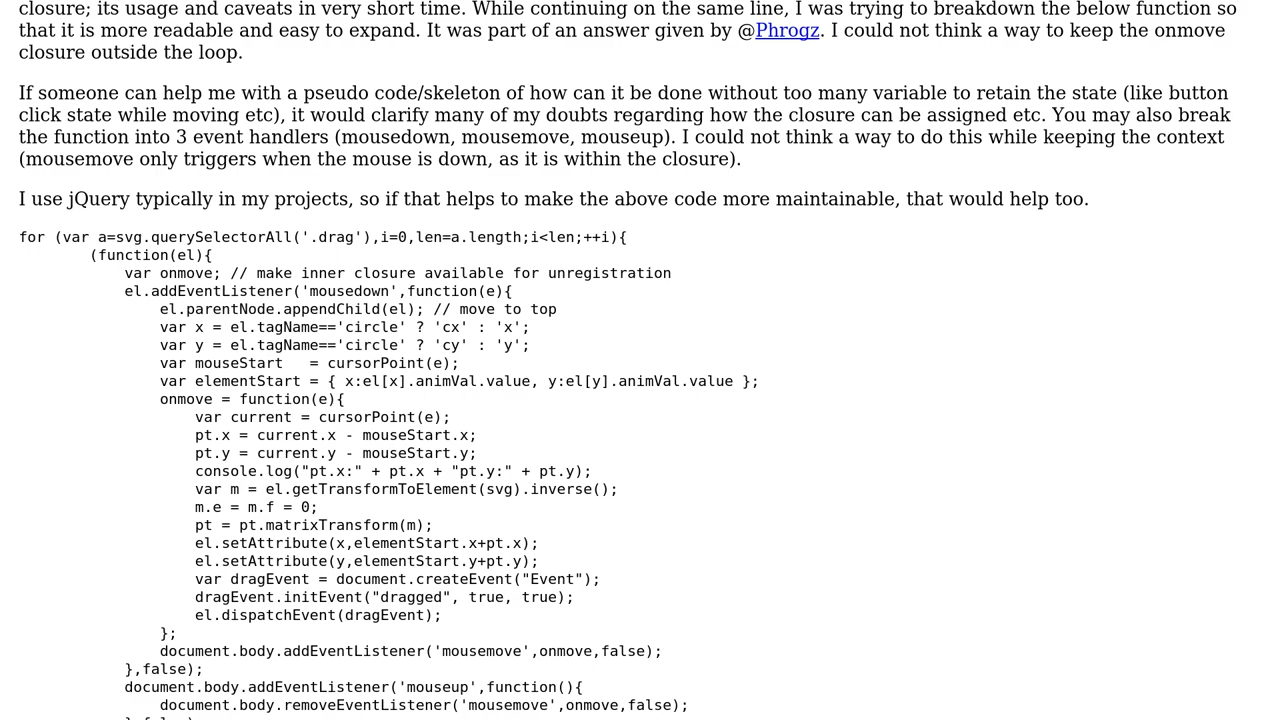 closure; its usage and caveats in very short time. While continuing on the same line, I was trying to breakdown the below function so
that it is more readable and easy to expand. It was part of an answer given by @Phrogz. I could not think a way to keep the onmove
closure outside the loop.
If someone can help me with a pseudo code/skeleton of how can it be done without too many variable to retain the state (like button
click state while moving etc), it would clarify many of my doubts regarding how the closure can be assigned etc. You may also break
the function into 3 event handlers (mousedown, mousemove, mouseup). I could not think a way to do this while keeping the context
(mousemove only triggers when the mouse is down, as it is within the closure).
I use jQuery typically in my projects, so if that helps to make the above code more maintainable, that would help too.
for (var a=svg.querySelectorAll('.drag'),i=0,len=a.length;i<len;++i){
        (function(el){
            var onmove; // make inner closure available for unregistration
            el.addEventListener('mousedown',function(e){
                el.parentNode.appendChild(el); // move to top
                var x = el.tagName=='circle' ? 'cx' : 'x';
                var y = el.tagName=='circle' ? 'cy' : 'y';
                var mouseStart   = cursorPoint(e);
                var elementStart = { x:el[x].animVal.value, y:el[y].animVal.value };
                onmove = function(e){
                    var current = cursorPoint(e);
                    pt.x = current.x - mouseStart.x;
                    pt.y = current.y - mouseStart.y;
                    console.log("pt.x:" + pt.x + "pt.y:" + pt.y);
                    var m = el.getTransformToElement(svg).inverse();
                    m.e = m.f = 0;
                    pt = pt.matrixTransform(m);
                    el.setAttribute(x,elementStart.x+pt.x);
                    el.setAttribute(y,elementStart.y+pt.y);
                    var dragEvent = document.createEvent("Event");
                    dragEvent.initEvent("dragged", true, true);
                    el.dispatchEvent(dragEvent);
                };
                document.body.addEventListener('mousemove',onmove,false);
            },false);
            document.body.addEventListener('mouseup',function(){
                document.body.removeEventListener('mousemove',onmove,false);